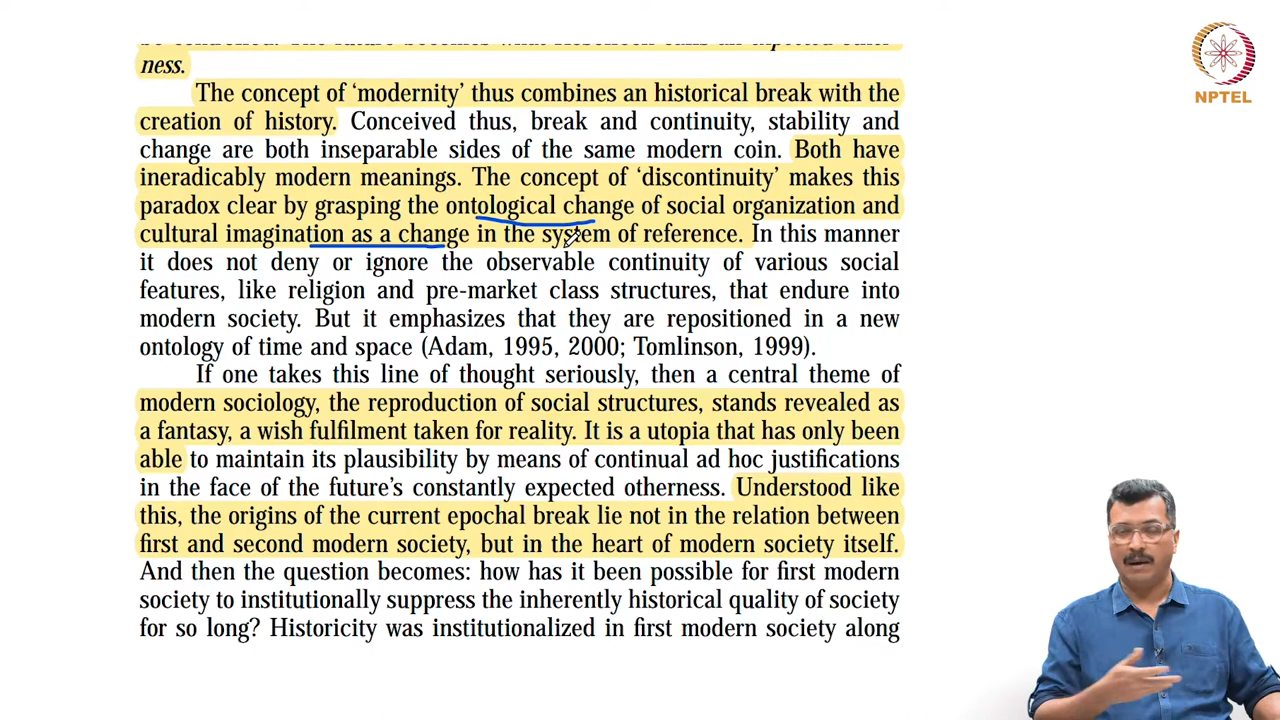 ness.
The concept of ‘modernity’ thus combines an historical break with the
creation of history. Conceived thus, break and continuity, stability and
change are both inseparable sides of the same modern coin. Both have
ineradicably modern meanings. The concept of ‘discontinuity’ makes this
paradox clear by grasping the ontological change of social organization and
cultural imagination as a change in the system of reference. In this manner
it does not deny or ignore the observable continuity of various social
features, like religion and pre-market class structures, that endure into
modern society. But it emphasizes that they are repositioned in a new
ontology of time and space (Adam, 1995, 2000; Tomlinson, 1999).
If one takes this line of thought seriously, then a central theme of
modern sociology, the reproduction of social structures, stands revealed as
a fantasy, a wish fulfilment taken for reality. It is a utopia that has only been
able to maintain its plausibility by means of continual ad hoc justifications
in the face of the future’s constantly expected otherness. Understood like
this, the origins of the current epochal break lie not in the relation between
first and second modern society, but in the heart of modern society itself.
And then the question becomes: how has it been possible for first modern
society to institutionally suppress the inherently historical quality of society
for so long? Historicity was institutionalized in first modern society along
NPTEL